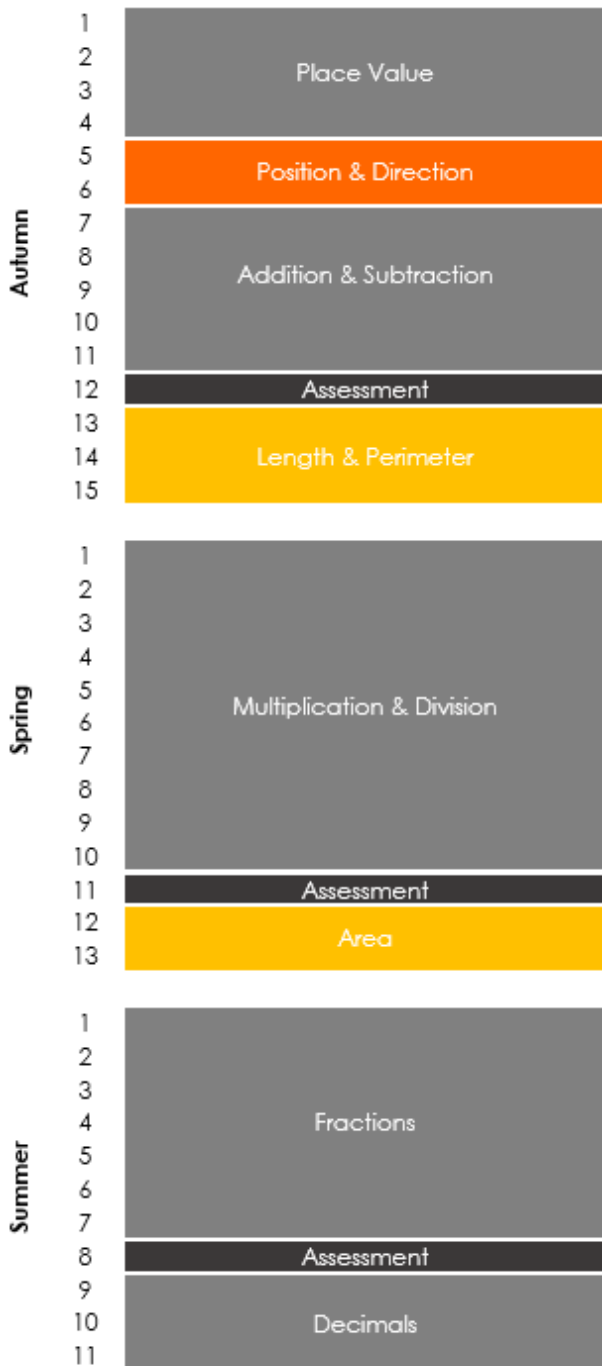 Autumn
1
2
3
4
Place Value
5
6
Position & Direction
7
8
9
10
11
Addition & Subtraction
12
Assessment
13
14
15
Length & Perimeter
Spring
1
2
3
4
5
6
7
8
9
10
Multiplication & Division
11
Assessment
12
13
Area
Summer
1
2
3
4
5
6
7
Fractions
8
Assessment
9
10
11
Decimals